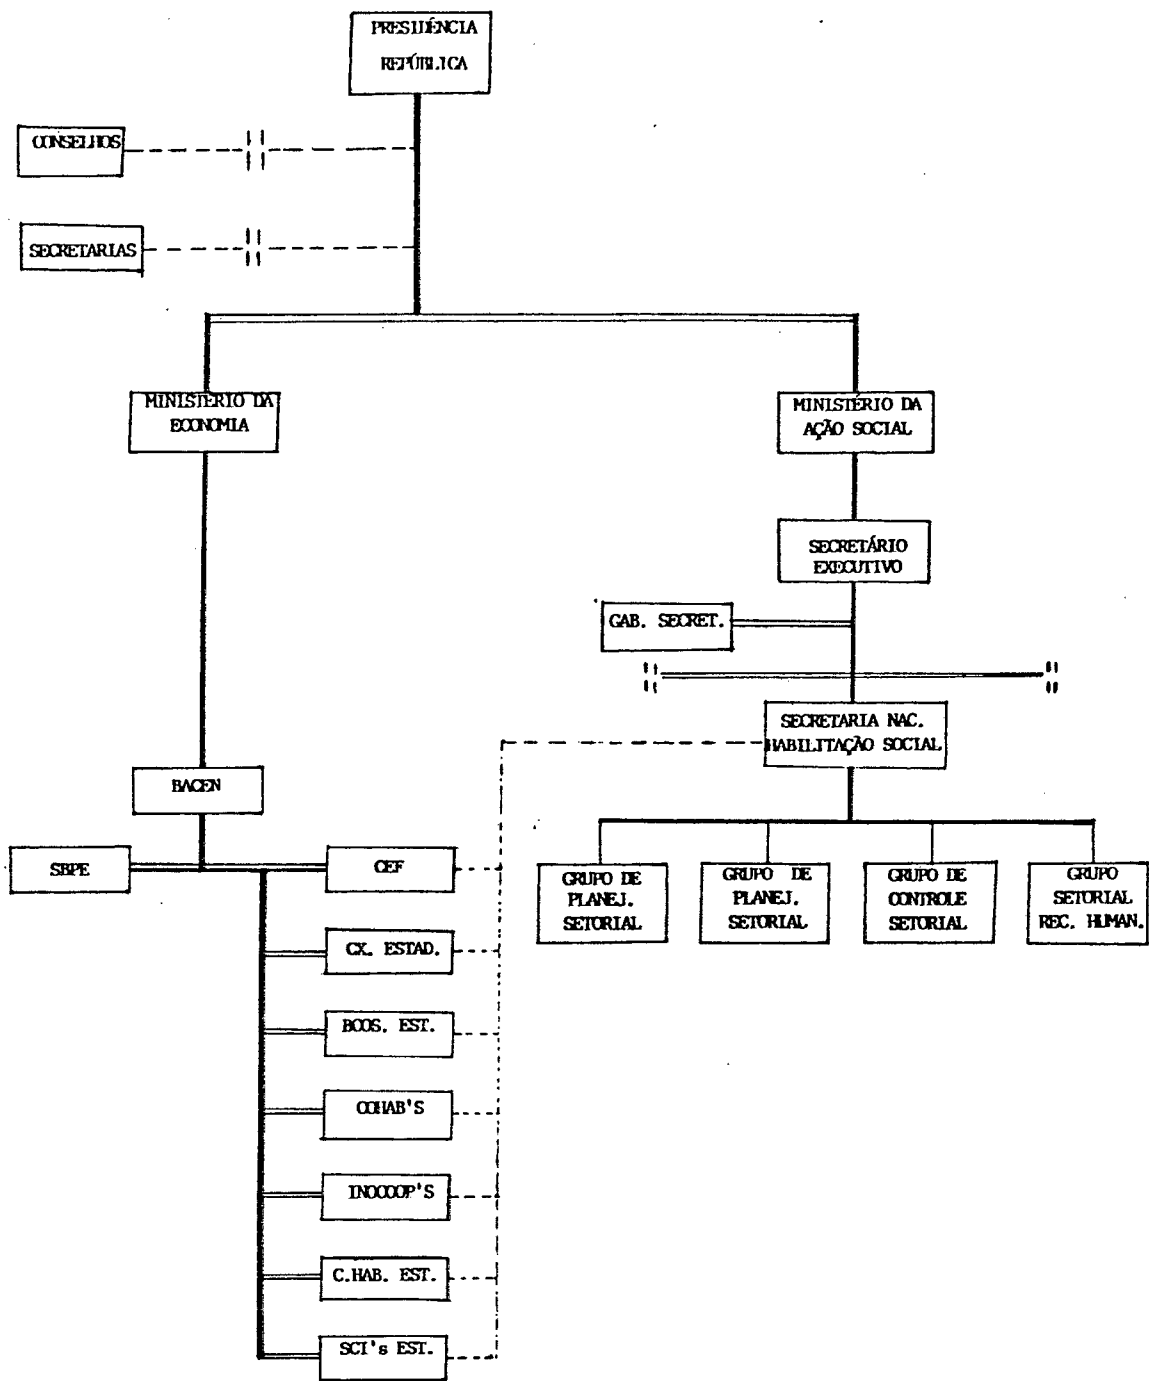 PRESIDÊNCIA
REPÚBLICA
CONSELHOS
SECRETARIAS
MINISTÉRIO DA
ECONOMIA
MINISTÉRIO DA
AÇÃO SOCIAL
SECRETÁRIO
EXECUTIVO
GAB. SECRET.
SECRETARIA NAC.
HABILITAÇÃO SOCIAL
BACEN
SBPE
CEF
GRUPO DE
PLANEJ.
SETORIAL
GRUPO DE
PLANEJ.
SETORIAL
GRUPO DE
CONTROLE
SETORIAL
GRUPO
SETORIAL
REC. HUMAN.
CX. ESTAD.
BCOS. EST.
COHAB'S
INOCOOP'S
C.HAB. EST.
SCI's EST.